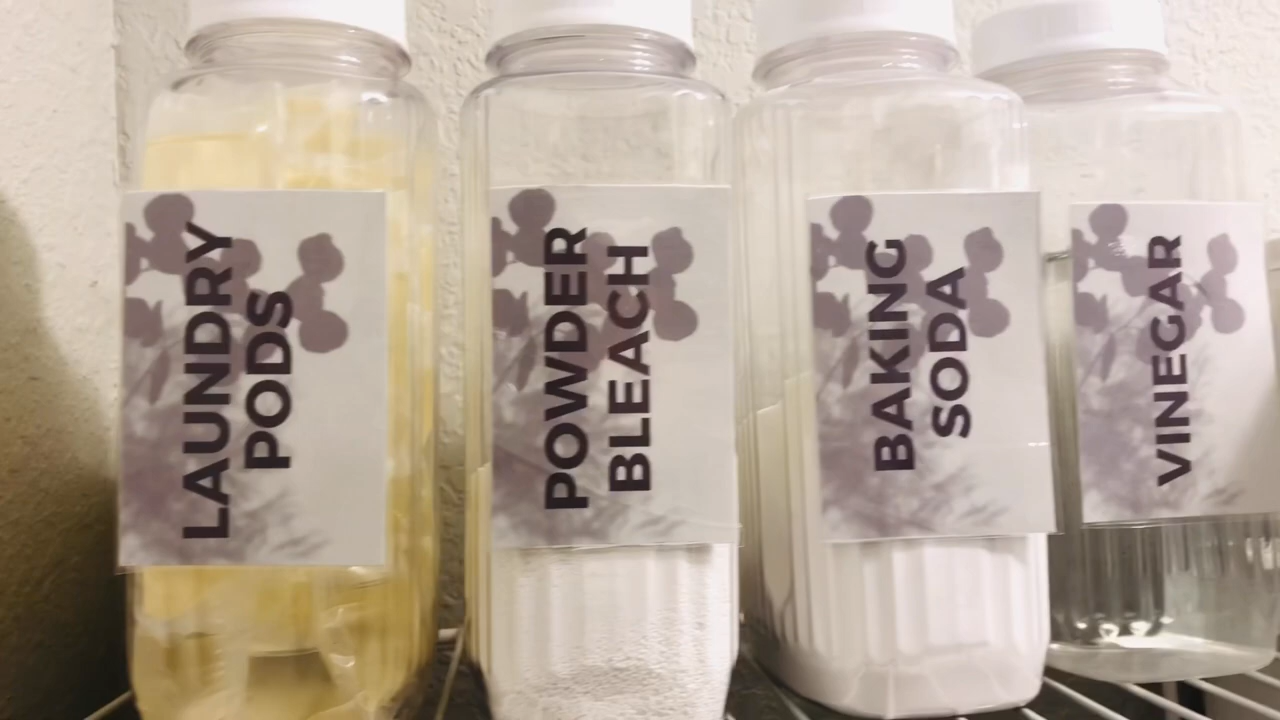 LAUNDRY
PODS
POWDER
BLEACH
BAKING
SODA
VINEGAR